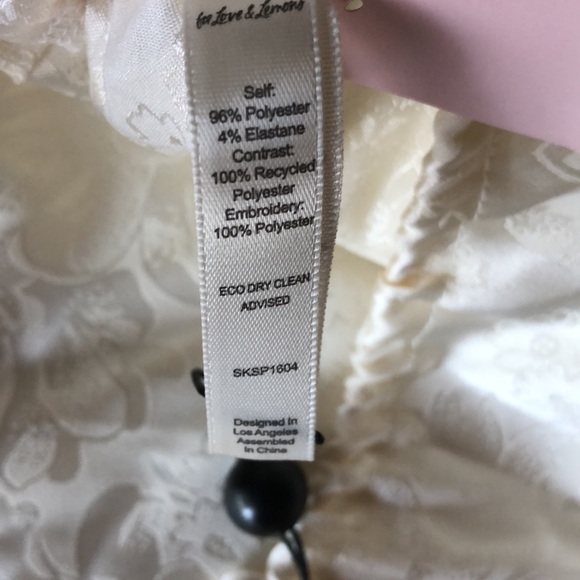 for Love & Lemons
Self:
96% Polyester
4% Elastane
Contrast:
100% Recycled
Polyester
Embroidery:
100% Polyester
ECO DRY CLEAN
ADVISED
SKSP1604
Designed In
Los Angeles
Assembled
In China